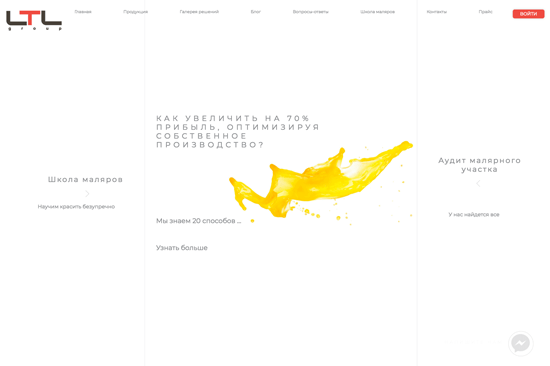 LTL
group
Главная
Продукция
Галерея решений
Блог
Вопросы-ответы
Школа маляров
Контакты
Прайс
ВОЙТИ
КАК УВЕЛИЧИТЬ НА 70%
ПРИБЫЛЬ, ОПТИМИЗИРУЯ
СОБСТВЕННОЕ
ПРОИЗВОДСТВО?
Школа маляров
Научим красить безупречно
Мы знаем 20 способов ...
Узнать больше
Аудит малярного
участка
У нас найдется все